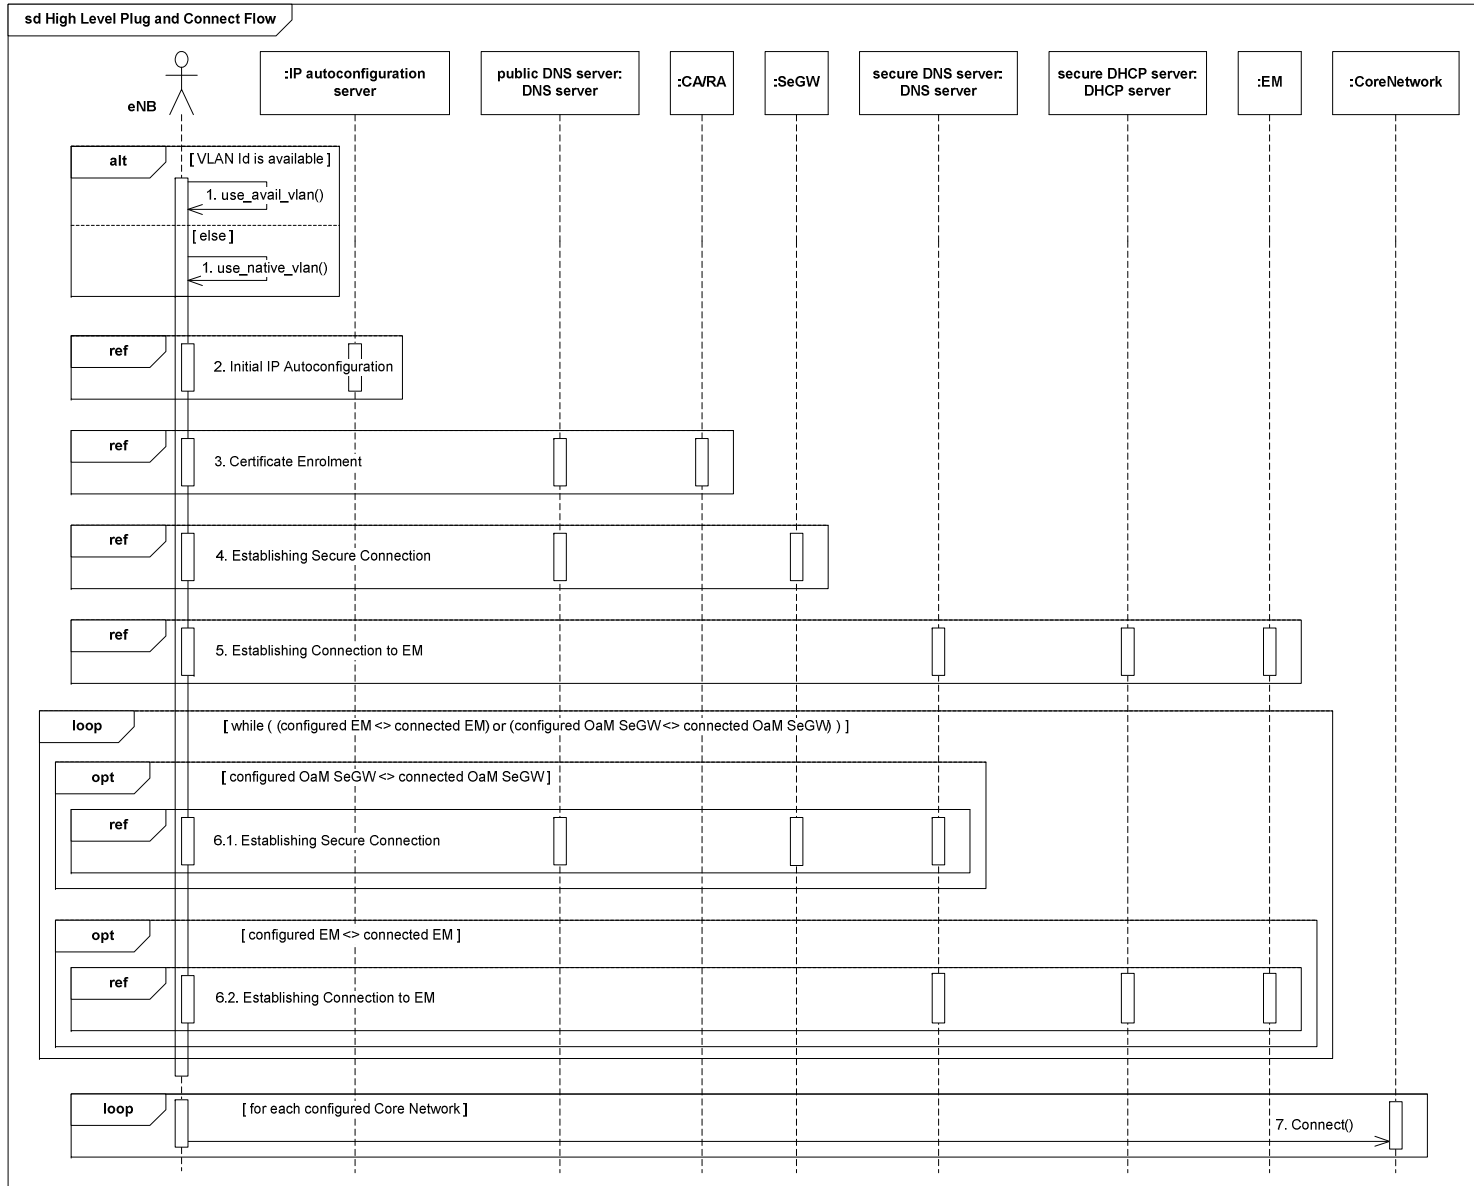 sd High Level Plug and Connect Flow
eNB
:IP autoconfiguration
server
public DNS server:
DNS server
:CA/RA
:SeGW
secure DNS server:
DNS server
secure DHCP server:
DHCP server
:EM
:CoreNetwork
alt
[ VLAN Id is available ]
1. use_avail_vlan()
[ else ]
1. use_native_vlan()
ref
2. Initial IP Autoconfiguration
ref
3. Certificate Enrolment
ref
4. Establishing Secure Connection
ref
5. Establishing Connection to EM
loop
[ while ( (configured EM <> connected EM) or (configured OaM SeGW <> connected OaM SeGW) ) ]
opt
[ configured OaM SeGW <> connected OaM SeGW ]
ref
6.1. Establishing Secure Connection
opt
[ configured EM <> connected EM ]
ref
6.2. Establishing Connection to EM
loop
[ for each configured Core Network ]
7. Connect()